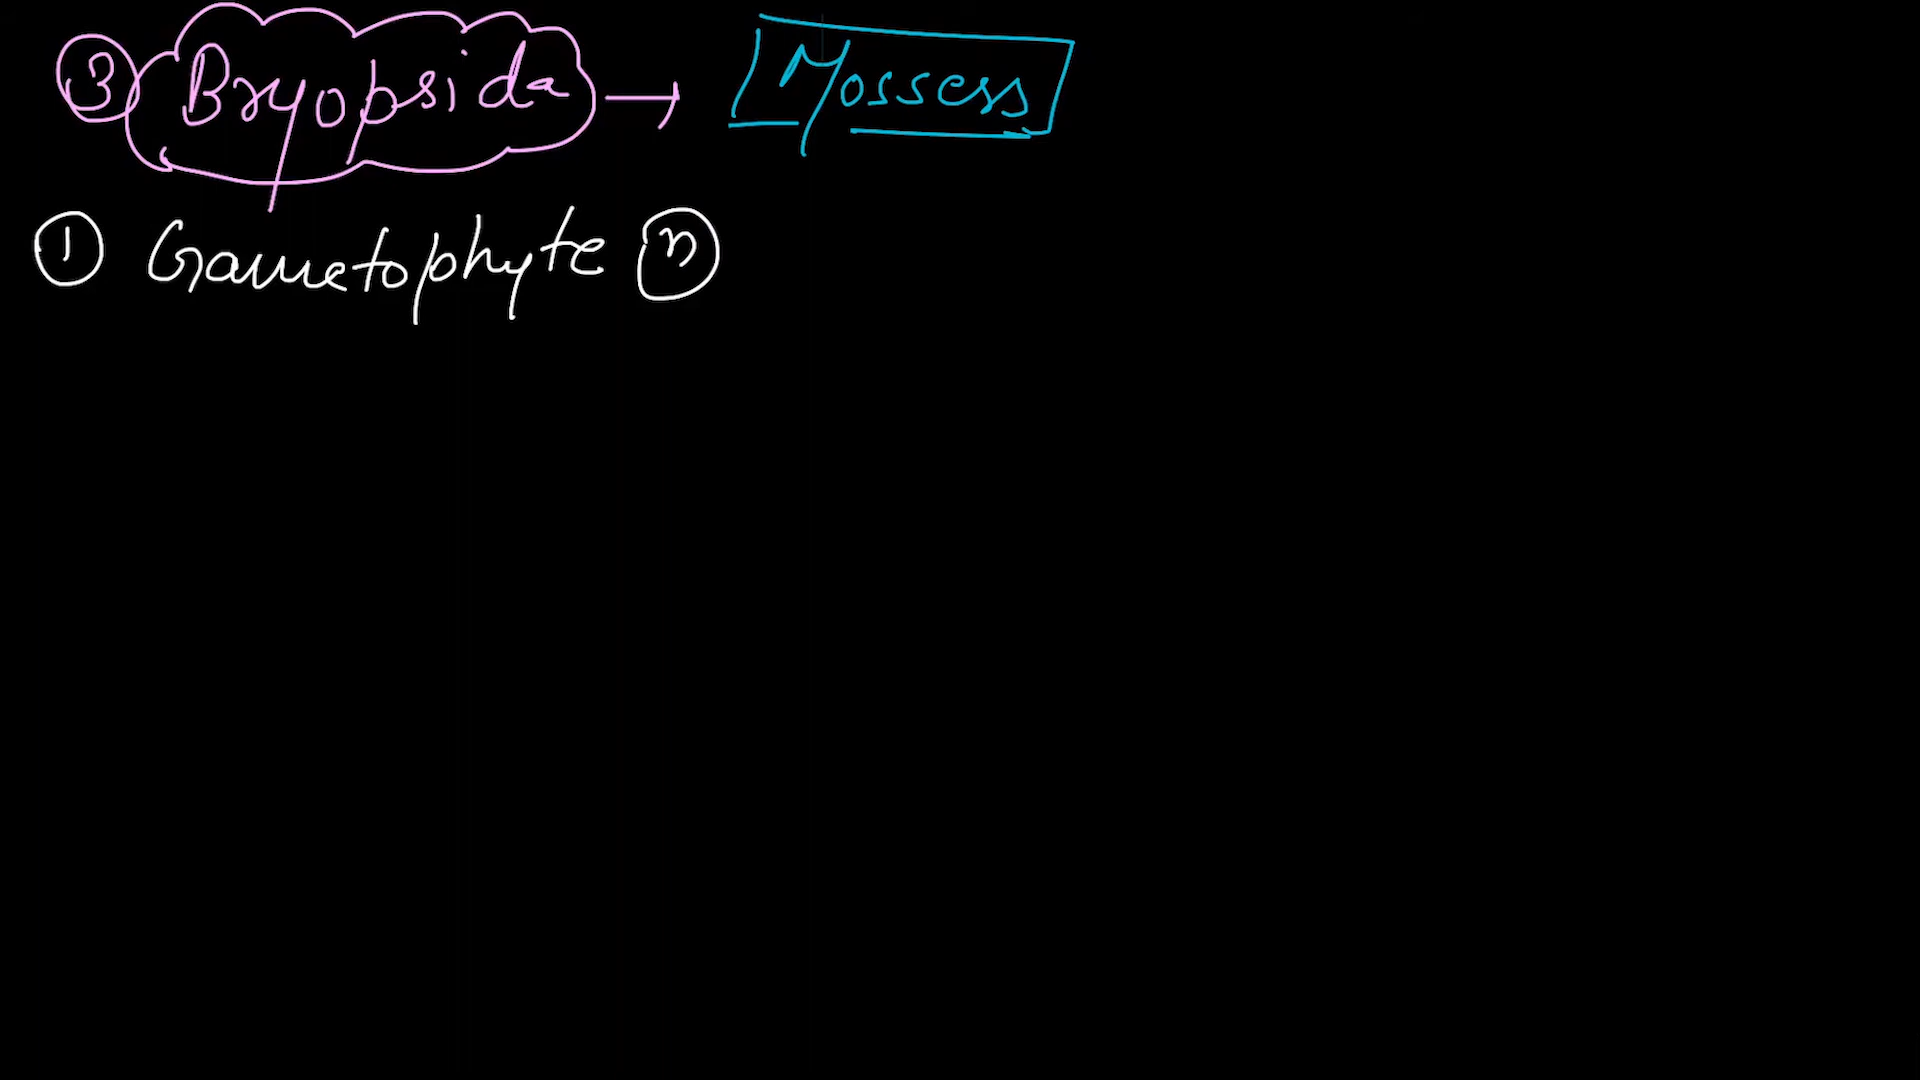 ③ Bryopsida → Mossess
① Gametophyte ⓝ